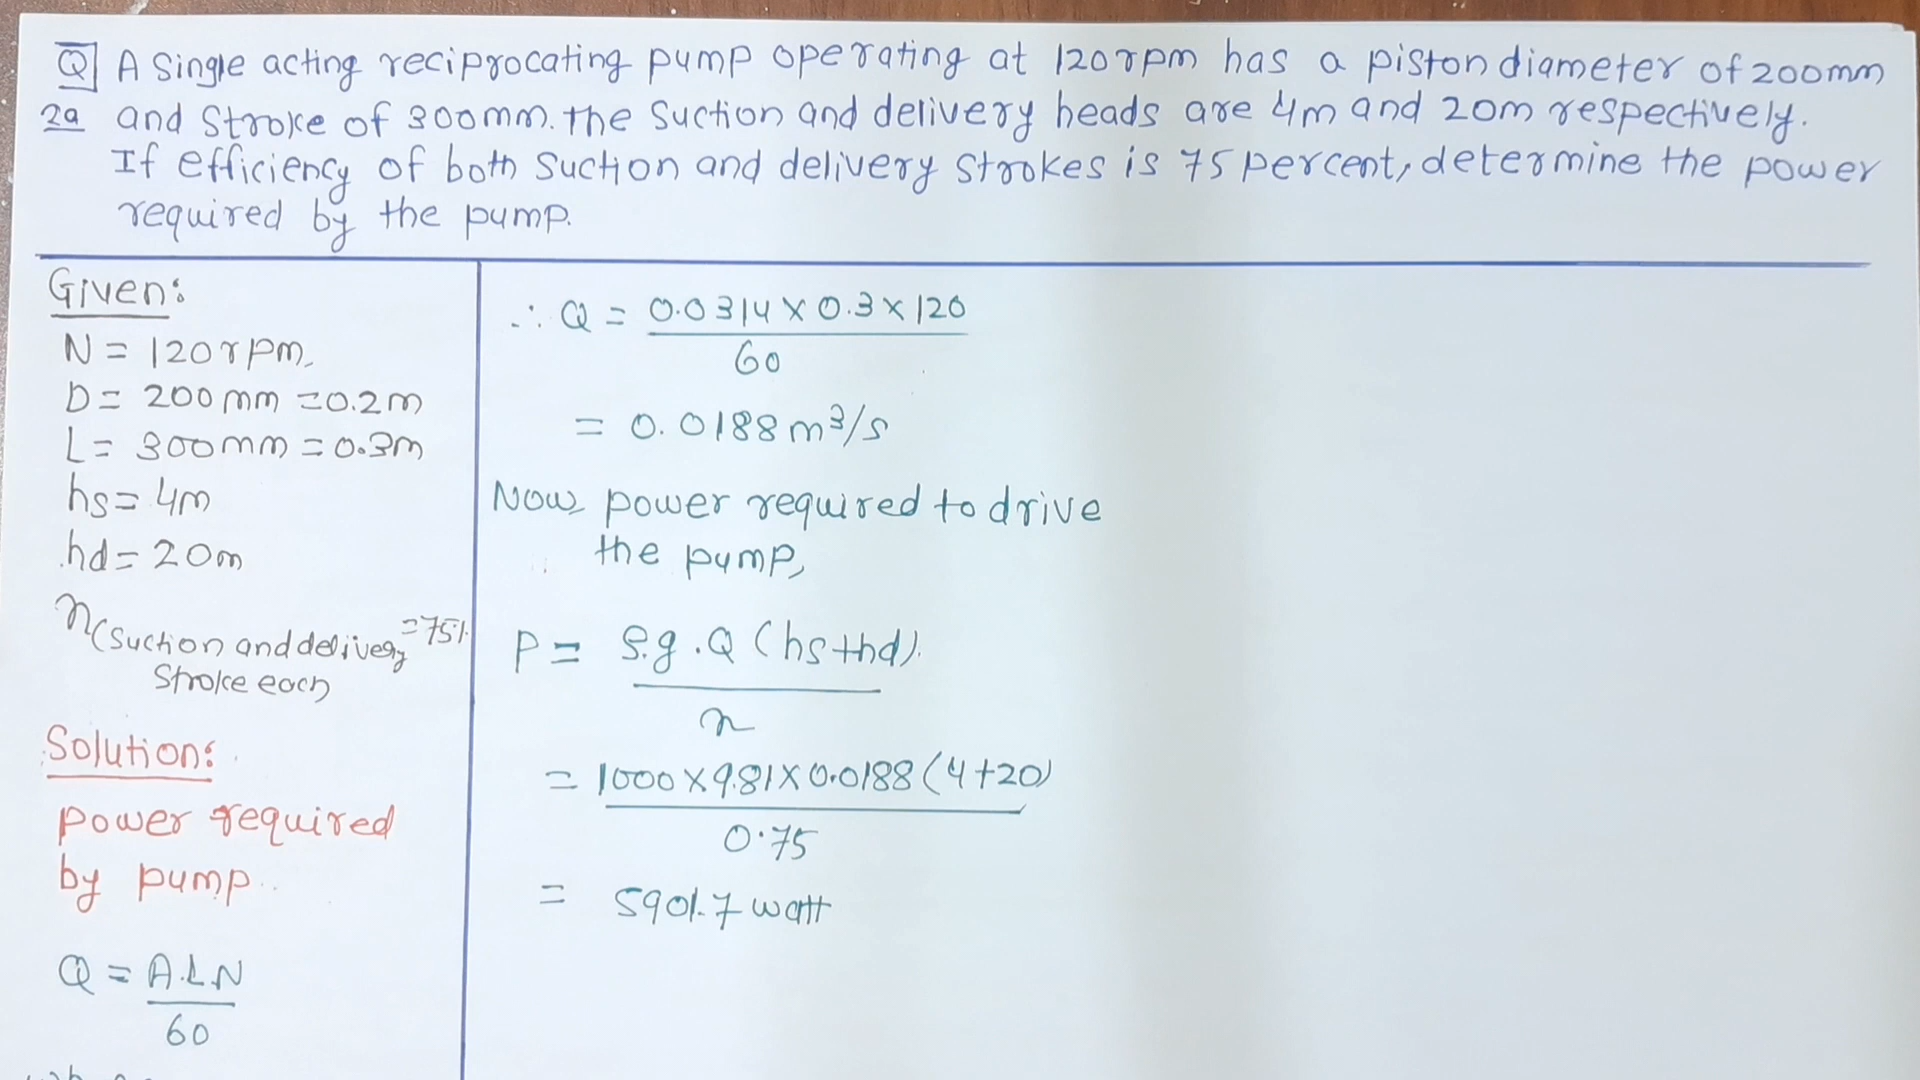 Q A single acting reciprocating pump operating at 120rpm has a piston diameter of 200mm
2a and stroke of 300mm. the suction and delivery heads are 4m and 20m respectively.
If efficiency of both suction and delivery strokes is 75 percent, determine the power
required by the pump.
Given:
N = 120rpm,
D = 200mm = 0.2m
L = 300mm = 0.3m
hs = 4m
hd = 20m
η(suction and delivery = 75%
stroke each
Solution:
power required
by pump..
Q = A.L.N
60
∴ Q = 0.0314 × 0.3 × 120
60
= 0.0188 m³/s
Now, power required to drive
the pump,
P = ρ.g.Q (hs+hd).
η
= 1000 × 9.81 × 0.0188 (4+20)
0.75
= 5901.7 watt